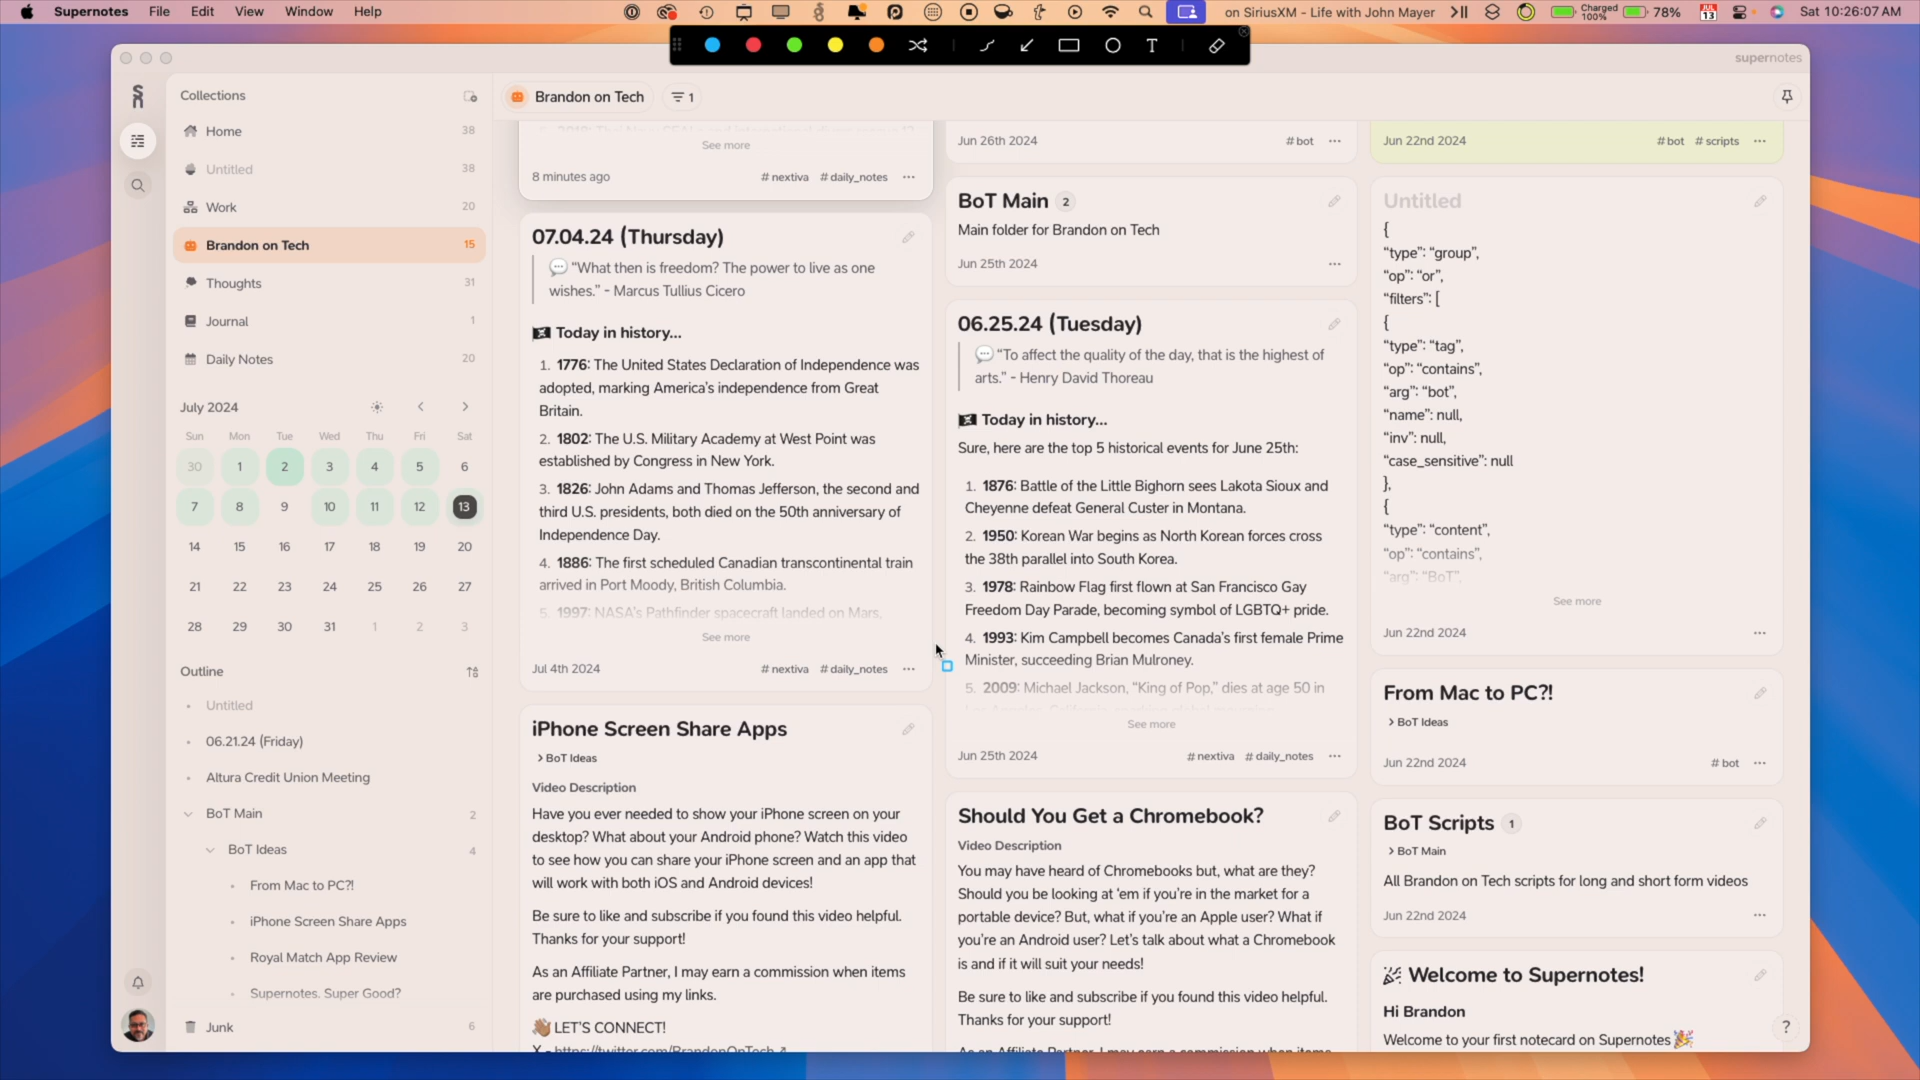 Supernotes File Edit View Window Help
on SiriusXM - Life with John Mayer
Charged 100%
78%
JUL 13
Sat 10:26:07 AM
T
supernotes
Collections
Home 38
Untitled 38
Work 20
Brandon on Tech 15
Thoughts 31
Journal 1
Daily Notes 20
July 2024
Sun Mon Tue Wed Thu Fri Sat
30 1 2 3 4 5 6
7 8 9 10 11 12 13
14 15 16 17 18 19 20
21 22 23 24 25 26 27
28 29 30 31 1 2 3
Outline
Untitled
06.21.24 (Friday)
Altura Credit Union Meeting
BoT Main 2
BoT Ideas 4
From Mac to PC?!
iPhone Screen Share Apps
Royal Match App Review
Supernotes. Super Good?
Junk 6
Brandon on Tech
1
See more
8 minutes ago # nextiva # daily_notes
07.04.24 (Thursday)
💬 “What then is freedom? The power to live as one
wishes.” - Marcus Tullius Cicero
Today in history...
1. 1776: The United States Declaration of Independence was
adopted, marking America’s independence from Great
Britain.
2. 1802: The U.S. Military Academy at West Point was
established by Congress in New York.
3. 1826: John Adams and Thomas Jefferson, the second and
third U.S. presidents, both died on the 50th anniversary of
Independence Day.
4. 1886: The first scheduled Canadian transcontinental train
arrived in Port Moody, British Columbia.
5. 1997: NASA’s Pathfinder spacecraft landed on Mars,
See more
Jul 4th 2024 # nextiva # daily_notes
iPhone Screen Share Apps
> BoT Ideas
Video Description
Have you ever needed to show your iPhone screen on your
desktop? What about your Android phone? Watch this video
to see how you can share your iPhone screen and an app that
will work with both iOS and Android devices!
Be sure to like and subscribe if you found this video helpful.
Thanks for your support!
As an Affiliate Partner, I may earn a commission when items
are purchased using my links.
👋🏽 LET’S CONNECT!
X - https://twitter.com/BrandonOnTech
Jun 26th 2024 # bot
BoT Main 2
Main folder for Brandon on Tech
Jun 25th 2024
06.25.24 (Tuesday)
💬 “To affect the quality of the day, that is the highest of
arts.” - Henry David Thoreau
Today in history...
Sure, here are the top 5 historical events for June 25th:
1. 1876: Battle of the Little Bighorn sees Lakota Sioux and
Cheyenne defeat General Custer in Montana.
2. 1950: Korean War begins as North Korean forces cross
the 38th parallel into South Korea.
3. 1978: Rainbow Flag first flown at San Francisco Gay
Freedom Day Parade, becoming symbol of LGBTQ+ pride.
4. 1993: Kim Campbell becomes Canada’s first female Prime
Minister, succeeding Brian Mulroney.
5. 2009: Michael Jackson, “King of Pop,” dies at age 50 in
See more
Jun 25th 2024 # nextiva # daily_notes
Should You Get a Chromebook?
Video Description
You may have heard of Chromebooks but, what are they?
Should you be looking at ‘em if you’re in the market for a
portable device? But, what if you’re an Apple user? What if
you’re an Android user? Let’s talk about what a Chromebook
is and if it will suit your needs!
Be sure to like and subscribe if you found this video helpful.
Thanks for your support!
As an Affiliate Partner, I may earn a commission when items
Jun 22nd 2024 # bot # scripts
Untitled
{
“type”: “group”,
“op”: “or”,
“filters”: [
{
“type”: “tag”,
“op”: “contains”,
“arg”: “bot”,
“name”: null,
“inv”: null,
“case_sensitive”: null
},
{
“type”: “content”,
“op”: “contains”,
“arg”: “BoT”,
See more
Jun 22nd 2024
From Mac to PC?!
> BoT Ideas
Jun 22nd 2024 # bot
BoT Scripts 1
> BoT Main
All Brandon on Tech scripts for long and short form videos
Jun 22nd 2024
🎉 Welcome to Supernotes!
Hi Brandon
Welcome to your first notecard on Supernotes 🎉
?